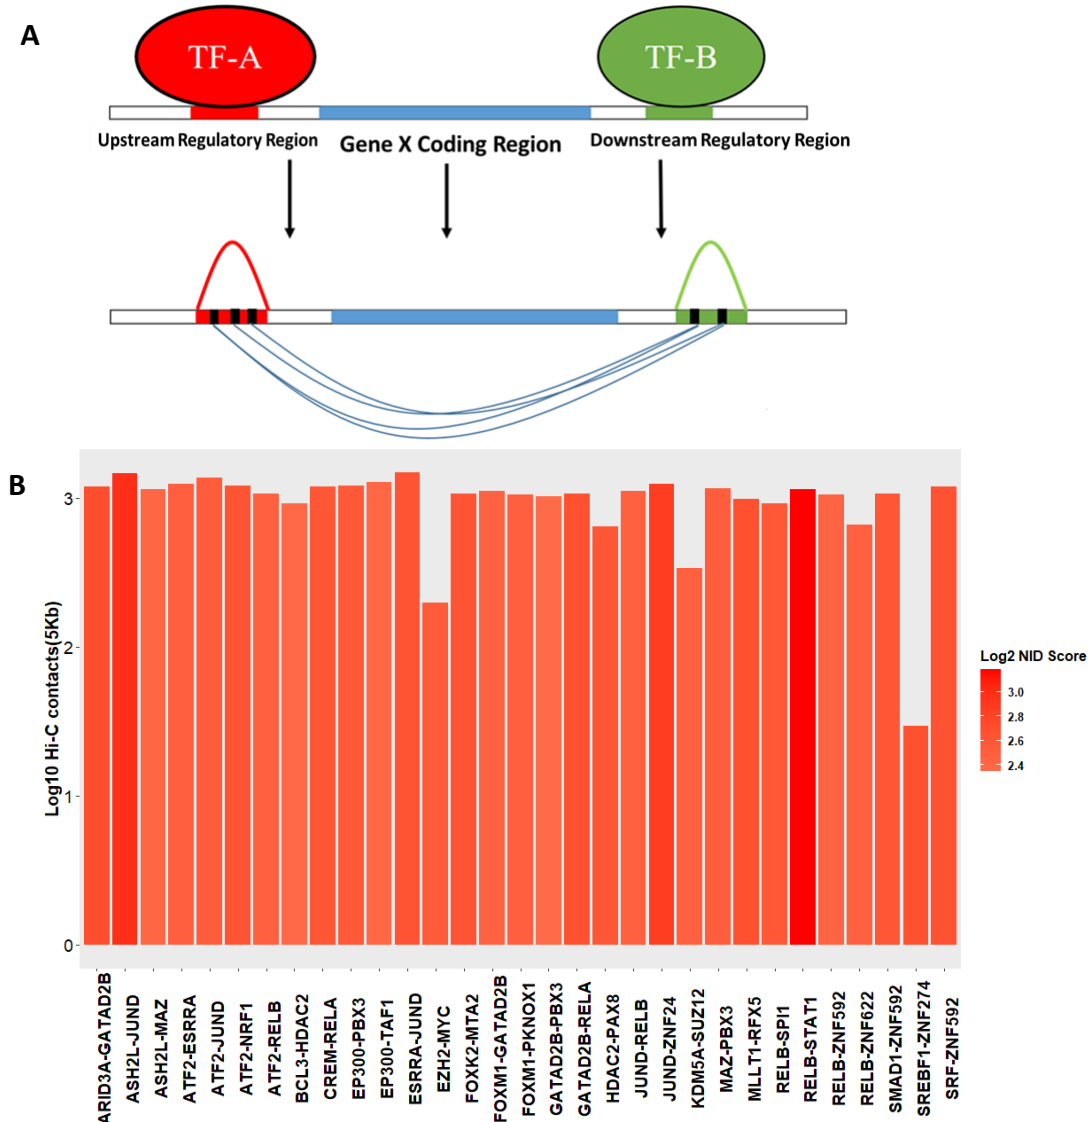 A
TF-A
TF-B
Upstream Regulatory Region
Gene X Coding Region
Downstream Regulatory Region
B
Log10 Hi-C contacts(5Kb)
3
2
1
0
Log2 NID Score
3.0
2.8
2.6
2.4
ARID3A-GATAD2B
ASH2L-JUND
ASH2L-MAZ
ATF2-ESRRA
ATF2-JUND
ATF2-NRF1
ATF2-RELB
BCL3-HDAC2
CREM-RELA
EP300-PBX3
EP300-TAF1
ESRRA-JUND
EZH2-MYC
FOXK2-MTA2
FOXM1-GATAD2B
FOXM1-PKNOX1
GATAD2B-PBX3
GATAD2B-RELA
HDAC2-PAX8
JUND-RELB
JUND-ZNF24
KDM5A-SUZ12
MAZ-PBX3
MLLT1-RFX5
RELB-SPI1
RELB-STAT1
RELB-ZNF592
RELB-ZNF622
SMAD1-ZNF592
SREBF1-ZNF274
SRF-ZNF592